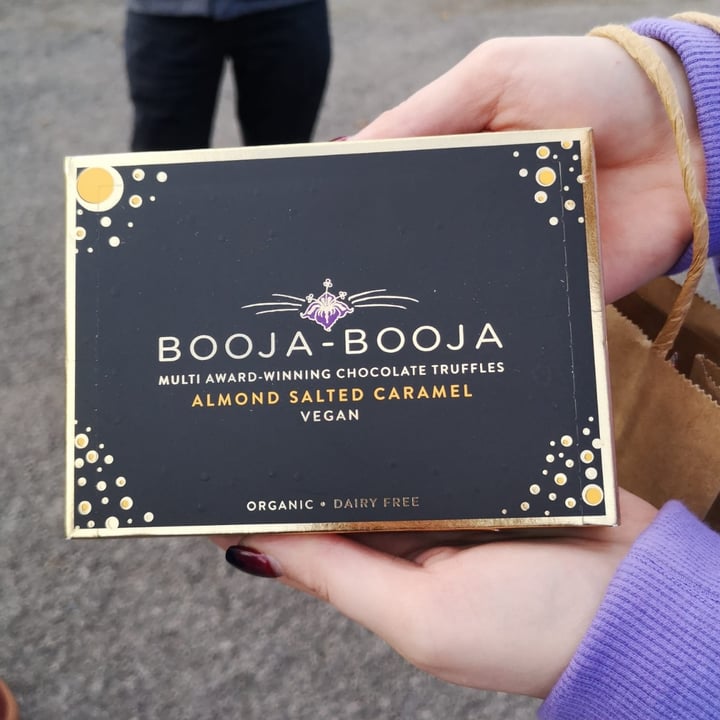 BOOJA-BOOJA
MULTI AWARD-WINNING CHOCOLATE TRUFFLES
ALMOND SALTED CARAMEL
VEGAN
ORGANIC • DAIRY FREE